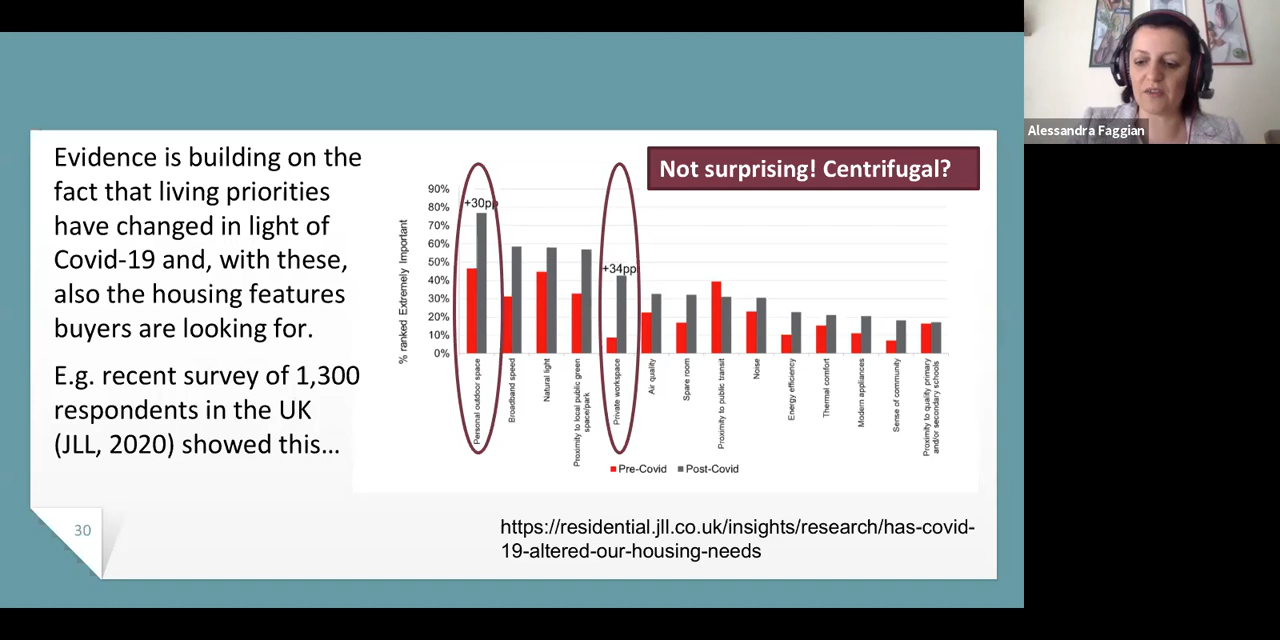 Evidence is building on the
fact that living priorities
have changed in light of
Covid-19 and, with these,
also the housing features
buyers are looking for.
E.g. recent survey of 1,300
respondents in the UK
(JLL, 2020) showed this...
30
Not surprising! Centrifugal?
% ranked Extremely Important
90%
80%
70%
60%
50%
40%
30%
20%
10%
0%
+30pp
+34pp
Personal outdoor space
Broadband speed
Natural light
Proximity to local public green
space/park
Private workspace
Air quality
Spare room
Proximity to public transit
Noise
Energy efficiency
Thermal comfort
Modern appliances
Sense of community
Proximity to quality primary
and/or secondary schools
Pre-Covid
Post-Covid
https://residential.jll.co.uk/insights/research/has-covid-
19-altered-our-housing-needs
Alessandra Faggian